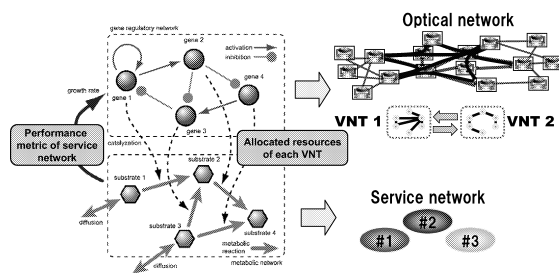 gene regulatory network
gene 2
activation
inhibition
gene 4
gene 1
growth rate
gene 3
Performance
metric of service
network
catalyzation
Allocated resources
of each VNT
substrate 2
substrate 1
diffusion
substrate 3
substrate 4
metabolic
reaction
diffusion
metabolic network
Optical network
VNT 1
VNT 2
Service network
#1
#2
#3